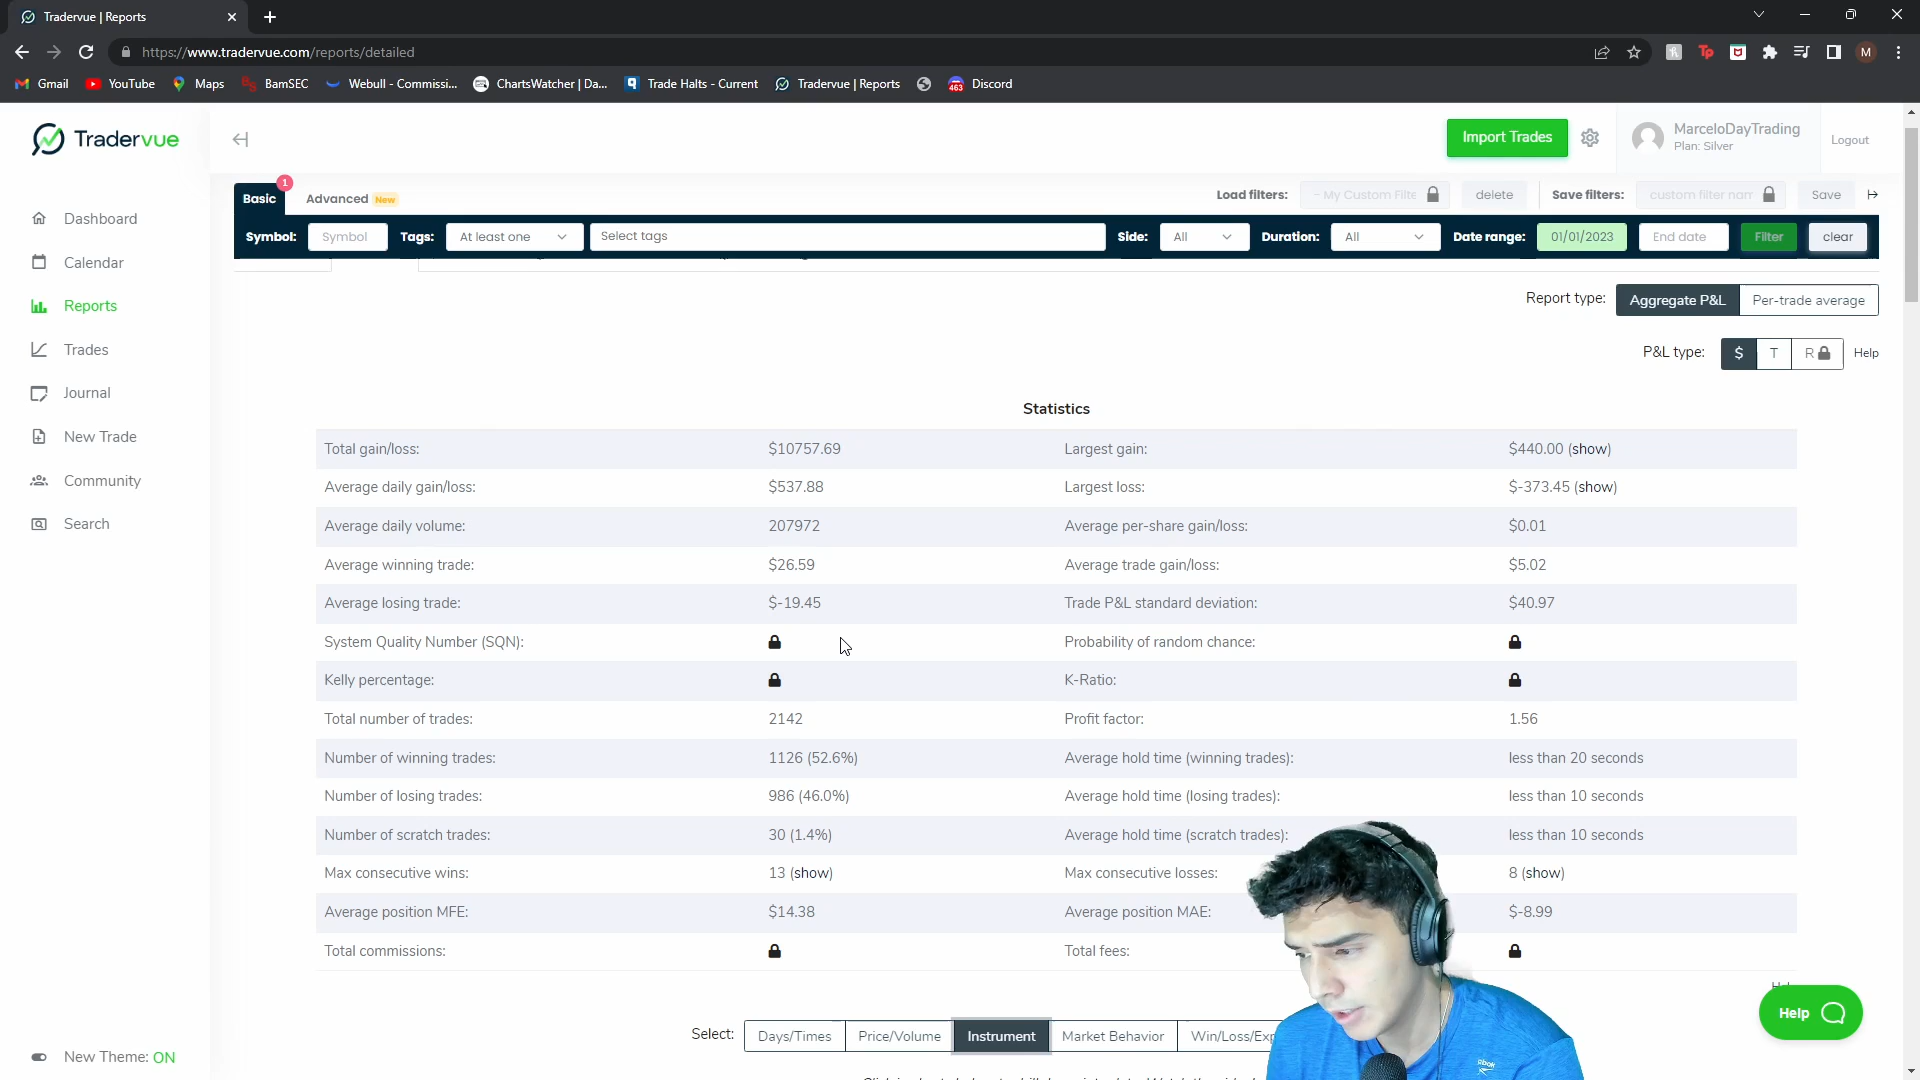 Tradervue | Reports
https://www.tradervue.com/reports/detailed
Gmail YouTube Maps BamSEC Webull - Commissi... ChartsWatcher | Da... Trade Halts - Current Tradervue | Reports 463 Discord
Tradervue
Import Trades
MarceloDayTrading
Plan: Silver
Logout
Basic 1 Advanced New Load filters: - My Custom Filte delete Save filters: custom filter nam Save
Symbol: Symbol Tags: At least one Select tags Side: All Duration: All Date range: 01/01/2023 End date Filter clear
Dashboard
Calendar
Reports
Trades
Journal
New Trade
Community
Search
New Theme: ON
Report type: Aggregate P&L Per-trade average
P&L type: $ T R Help
Statistics
Total gain/loss: $10757.69 Largest gain: $440.00 (show)
Average daily gain/loss: $537.88 Largest loss: $-373.45 (show)
Average daily volume: 207972 Average per-share gain/loss: $0.01
Average winning trade: $26.59 Average trade gain/loss: $5.02
Average losing trade: $-19.45 Trade P&L standard deviation: $40.97
System Quality Number (SQN): Probability of random chance:
Kelly percentage: K-Ratio:
Total number of trades: 2142 Profit factor: 1.56
Number of winning trades: 1126 (52.6%) Average hold time (winning trades): less than 20 seconds
Number of losing trades: 986 (46.0%) Average hold time (losing trades): less than 10 seconds
Number of scratch trades: 30 (1.4%) Average hold time (scratch trades): less than 10 seconds
Max consecutive wins: 13 (show) Max consecutive losses: 8 (show)
Average position MFE: $14.38 Average position MAE: $-8.99
Total commissions: Total fees:
Select: Days/Times Price/Volume Instrument Market Behavior Win/Loss/Exp
Help
Reebok